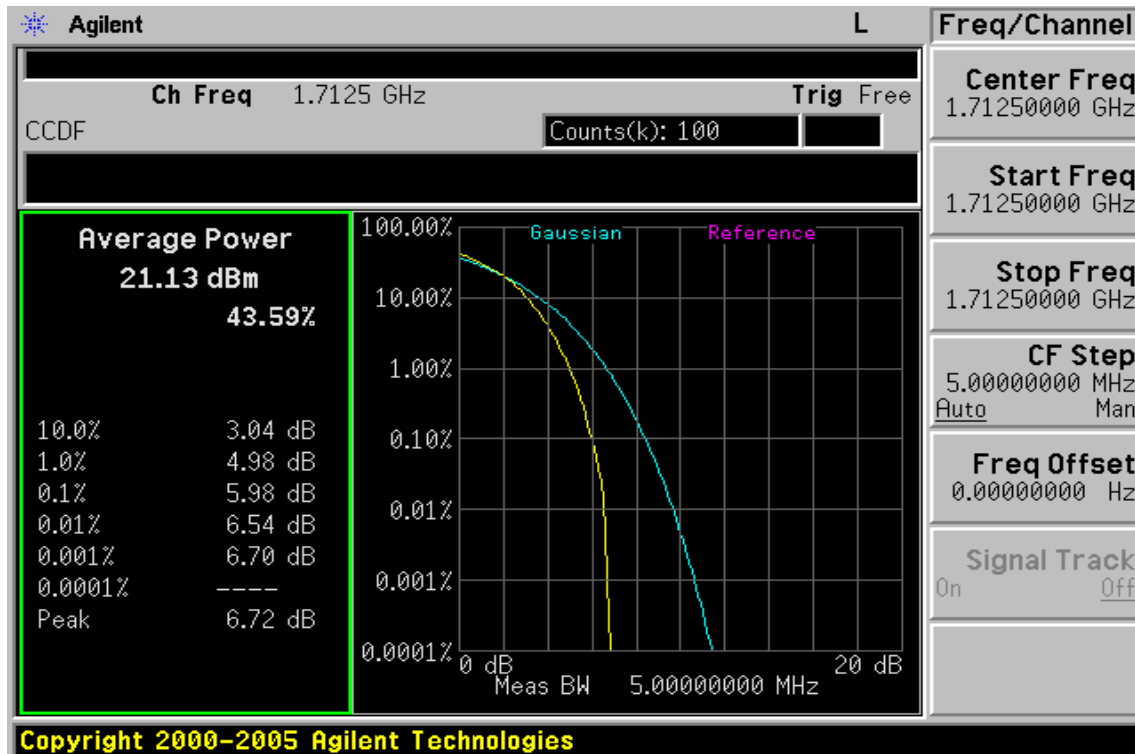 Agilent L
Freq/Channel
Ch Freq 1.7125 GHz Trig Free
CCDF Counts(k): 100
Average Power
21.13 dBm
43.59%
10.0% 3.04 dB
1.0% 4.98 dB
0.1% 5.98 dB
0.01% 6.54 dB
0.001% 6.70 dB
0.0001% ----
Peak 6.72 dB
Gaussian Reference
100.00%
10.00%
1.00%
0.10%
0.01%
0.001%
0.0001%
0 dB 20 dB
Meas BW 5.00000000 MHz
Center Freq
1.71250000 GHz
Start Freq
1.71250000 GHz
Stop Freq
1.71250000 GHz
CF Step
5.00000000 MHz
Auto Man
Freq Offset
0.00000000 Hz
Signal Track
On Off
Copyright 2000-2005 Agilent Technologies